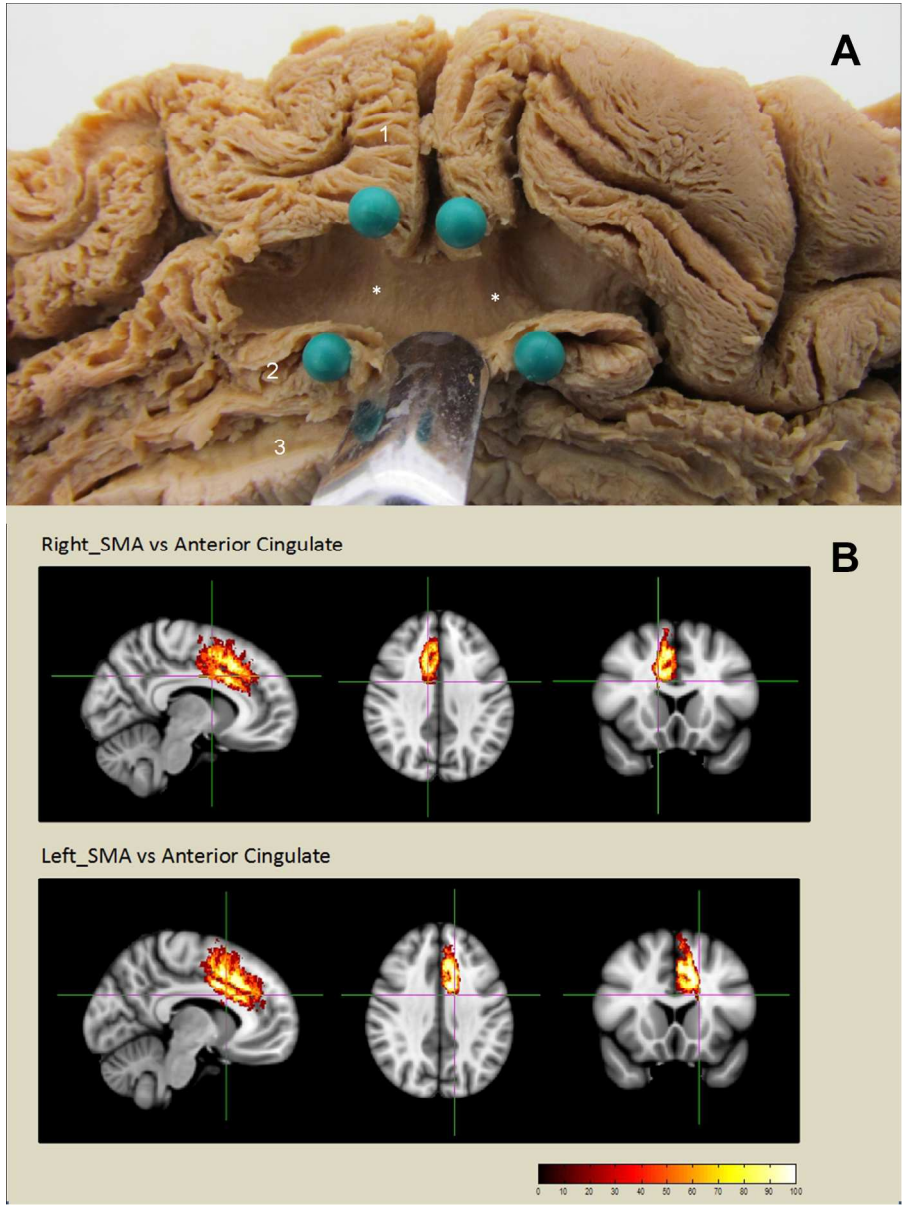 A
1
* *
2
3
Right_SMA vs Anterior Cingulate
B
Left_SMA vs Anterior Cingulate
0 10 20 30 40 50 60 70 80 90 100